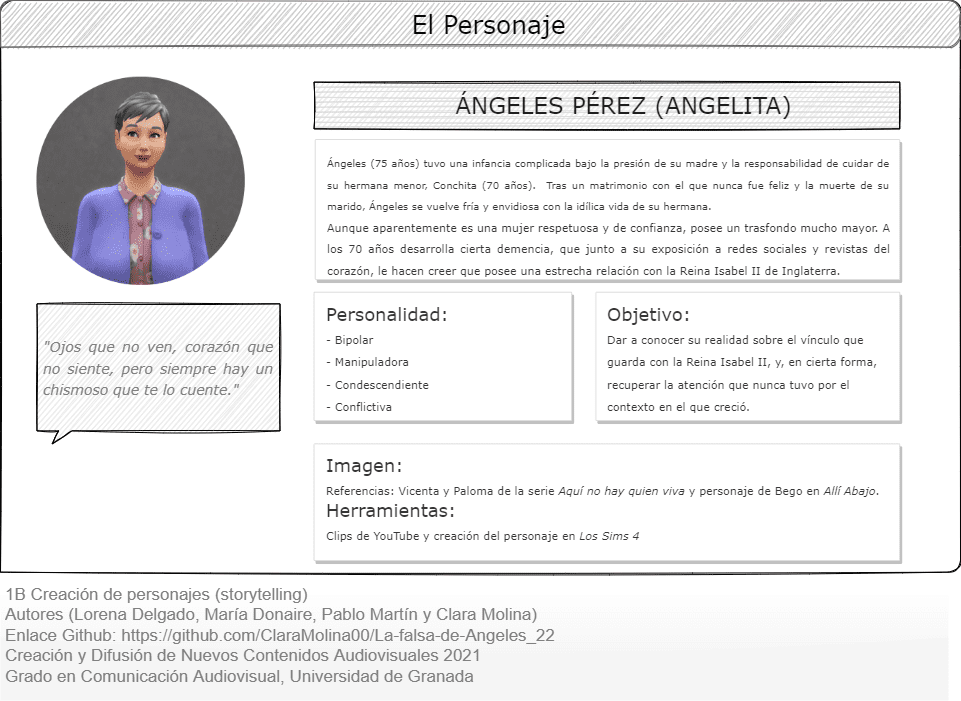 El Personaje
ÁNGELES PÉREZ (ANGELITA)
Ángeles (75 años) tuvo una infancia complicada bajo la presión de su madre y la responsabilidad de cuidar de
su hermana menor, Conchita (70 años). Tras un matrimonio con el que nunca fue feliz y la muerte de su
marido, Ángeles se vuelve fría y envidiosa con la idílica vida de su hermana.
Aunque aparentemente es una mujer respetuosa y de confianza, posee un trasfondo mucho mayor. A
los 70 años desarrolla cierta demencia, que junto a su exposición a redes sociales y revistas del
corazón, le hacen creer que posee una estrecha relación con la Reina Isabel II de Inglaterra.
"Ojos que no ven, corazón que
no siente, pero siempre hay un
chismoso que te lo cuente."
Personalidad:
- Bipolar
- Manipuladora
- Condescendiente
- Conflictiva
Objetivo:
Dar a conocer su realidad sobre el vínculo que
guarda con la Reina Isabel II, y, en cierta forma,
recuperar la atención que nunca tuvo por el
contexto en el que creció.
Imagen:
Referencias: Vicenta y Paloma de la serie Aquí no hay quien viva y personaje de Bego en Allí Abajo.
Herramientas:
Clips de YouTube y creación del personaje en Los Sims 4
1B Creación de personajes (storytelling)
Autores (Lorena Delgado, María Donaire, Pablo Martín y Clara Molina)
Enlace Github: https://github.com/ClaraMolina00/La-falsa-de-Angeles_22
Creación y Difusión de Nuevos Contenidos Audiovisuales 2021
Grado en Comunicación Audiovisual, Universidad de Granada